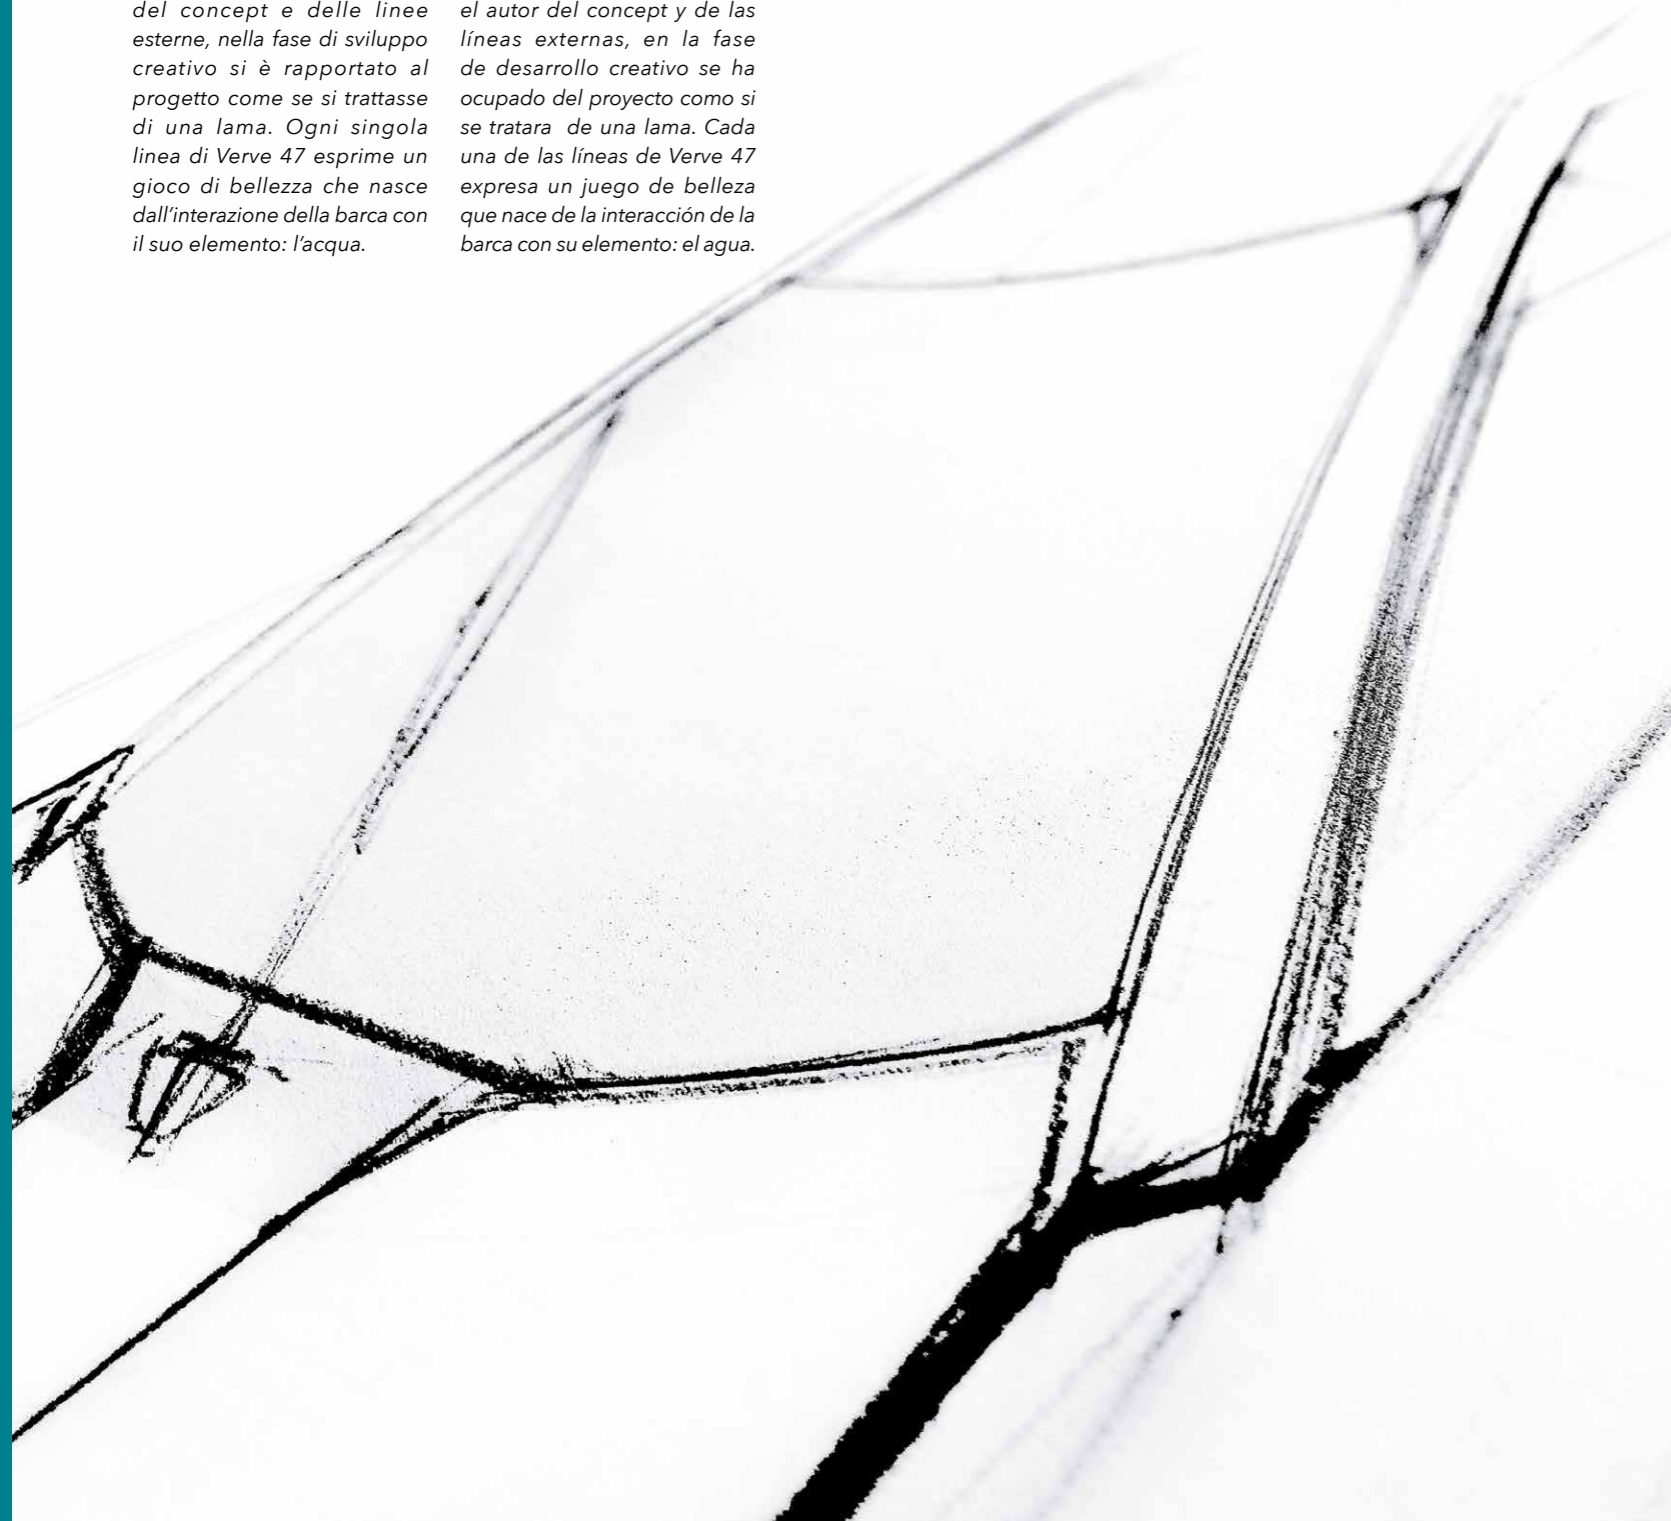 del concept e delle linee
esterne, nella fase di sviluppo
creativo si è rapportato al
progetto come se si trattasse
di una lama. Ogni singola
linea di Verve 47 esprime un
gioco di bellezza che nasce
dall'interazione della barca con
il suo elemento: l'acqua.
el autor del concept y de las
líneas externas, en la fase
de desarrollo creativo se ha
ocupado del proyecto como si
se tratara de una lama. Cada
una de las líneas de Verve 47
expresa un juego de belleza
que nace de la interacción de la
barca con su elemento: el agua.